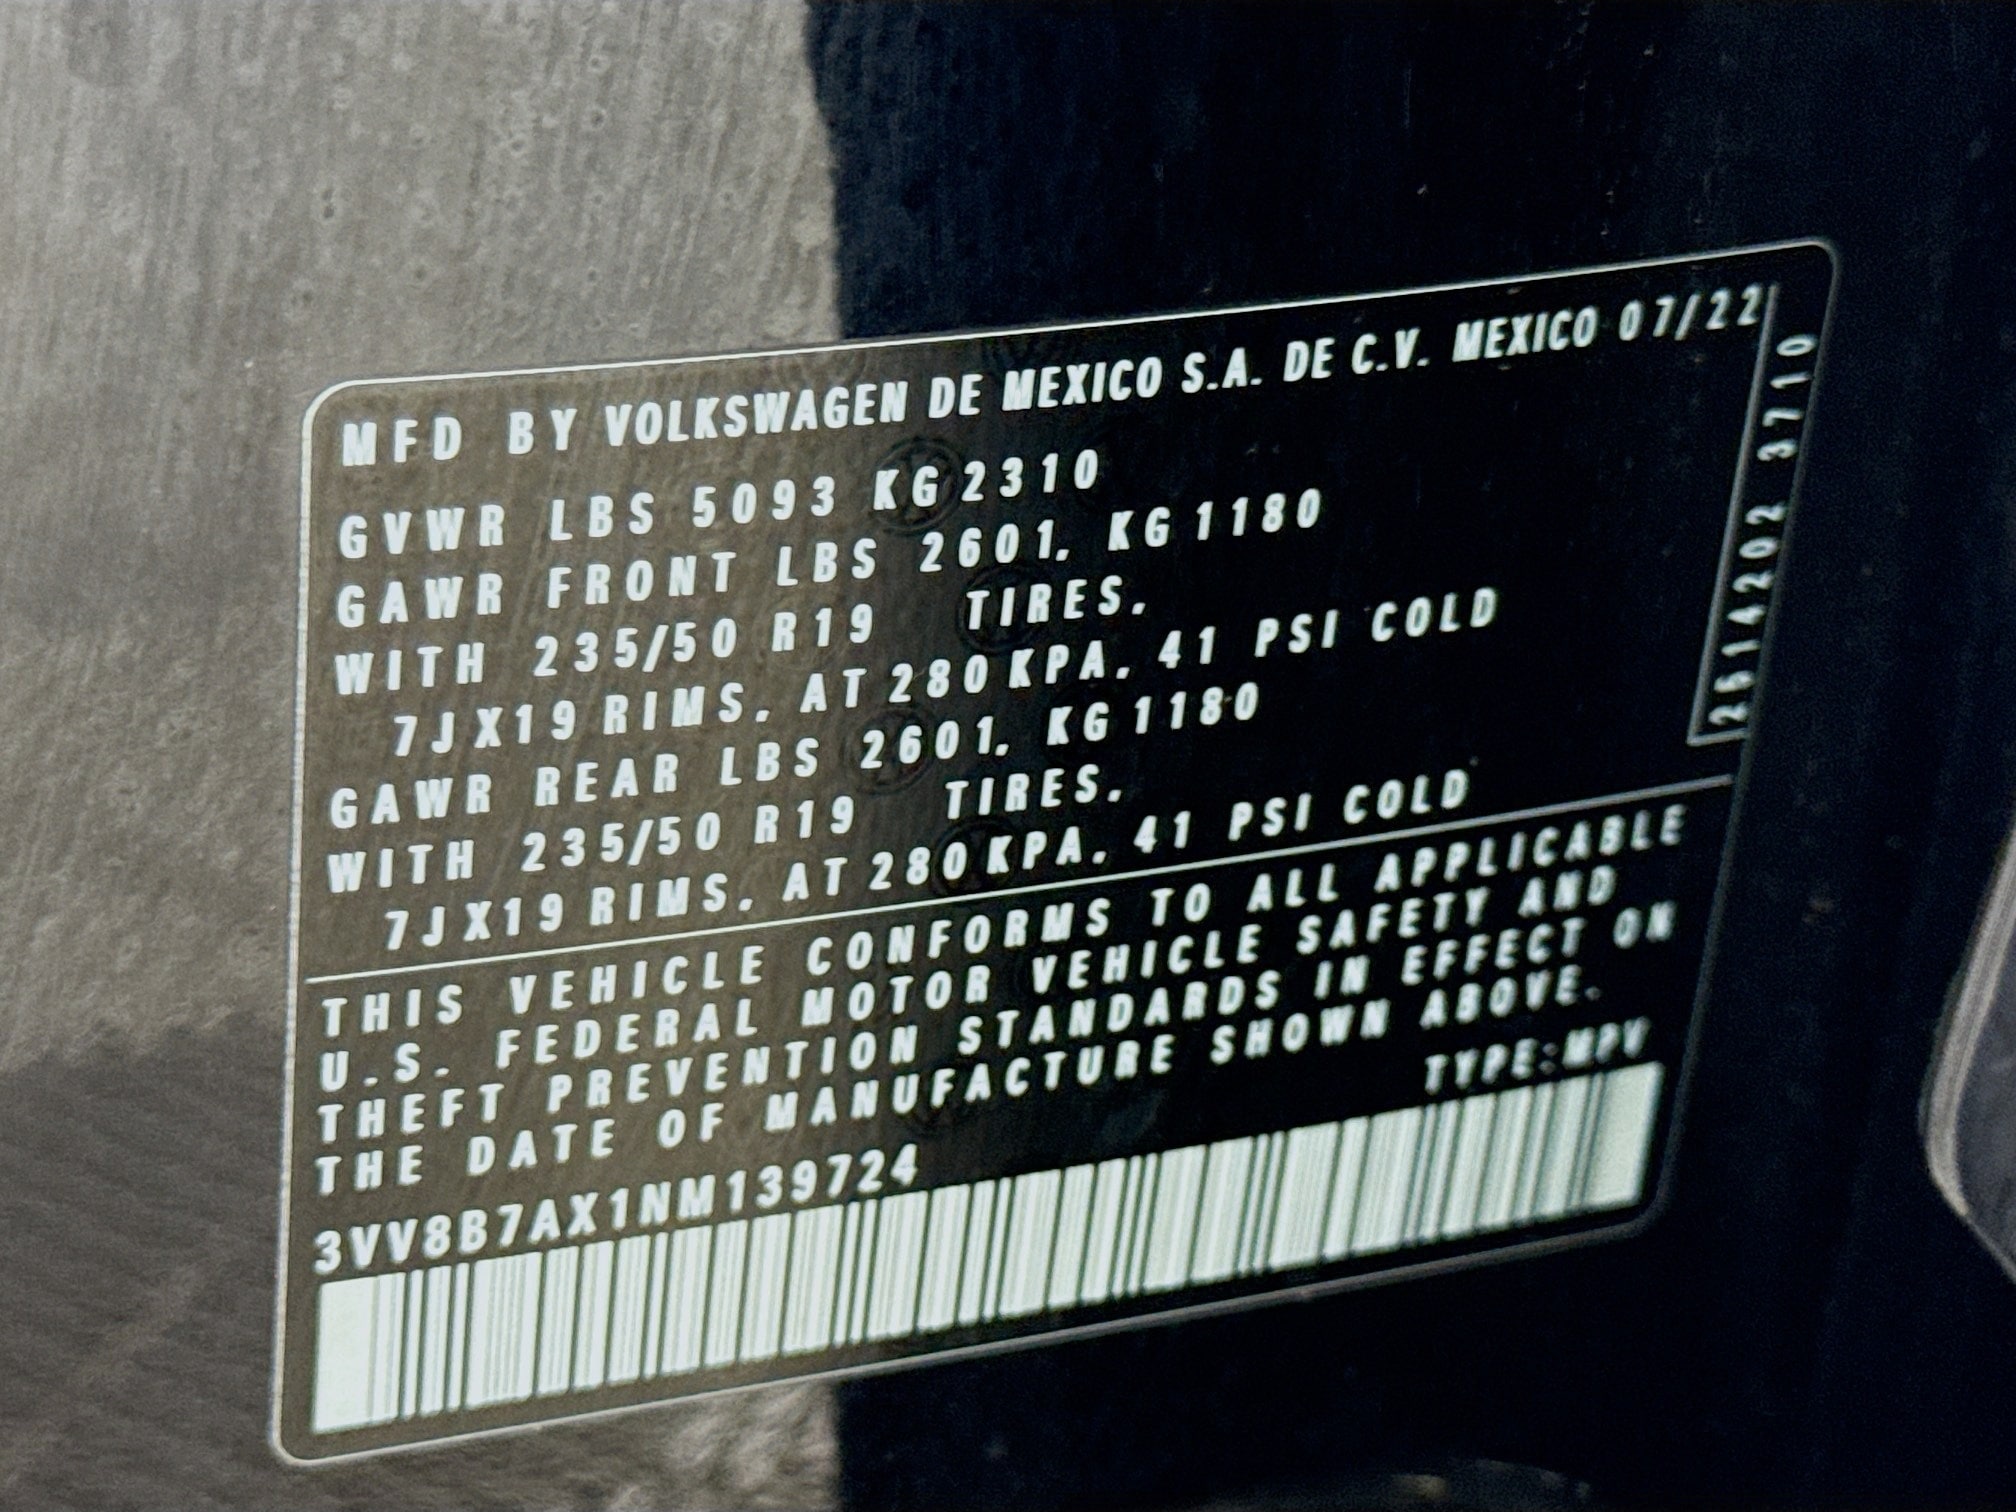 MFD BY VOLKSWAGEN DE MEXICO S.A. DE C.V. MEXICO 07/22
GVWR LBS 5093 KG 2310
GAWR FRONT LBS 2601. KG 1180
WITH 235/50 R19 TIRES.
7JX19 RIMS. AT 280 KPA. 41 PSI COLD
GAWR REAR LBS 2601. KG 1180
WITH 235/50 R19 TIRES.
7JX19 RIMS. AT 280 KPA. 41 PSI COLD
2614202 3710
THIS VEHICLE CONFORMS TO ALL APPLICABLE
U.S. FEDERAL MOTOR VEHICLE SAFETY AND
THEFT PREVENTION STANDARDS IN EFFECT ON
THE DATE OF MANUFACTURE SHOWN ABOVE.
TYPE:MPV
3VV8B7AX1NM139724